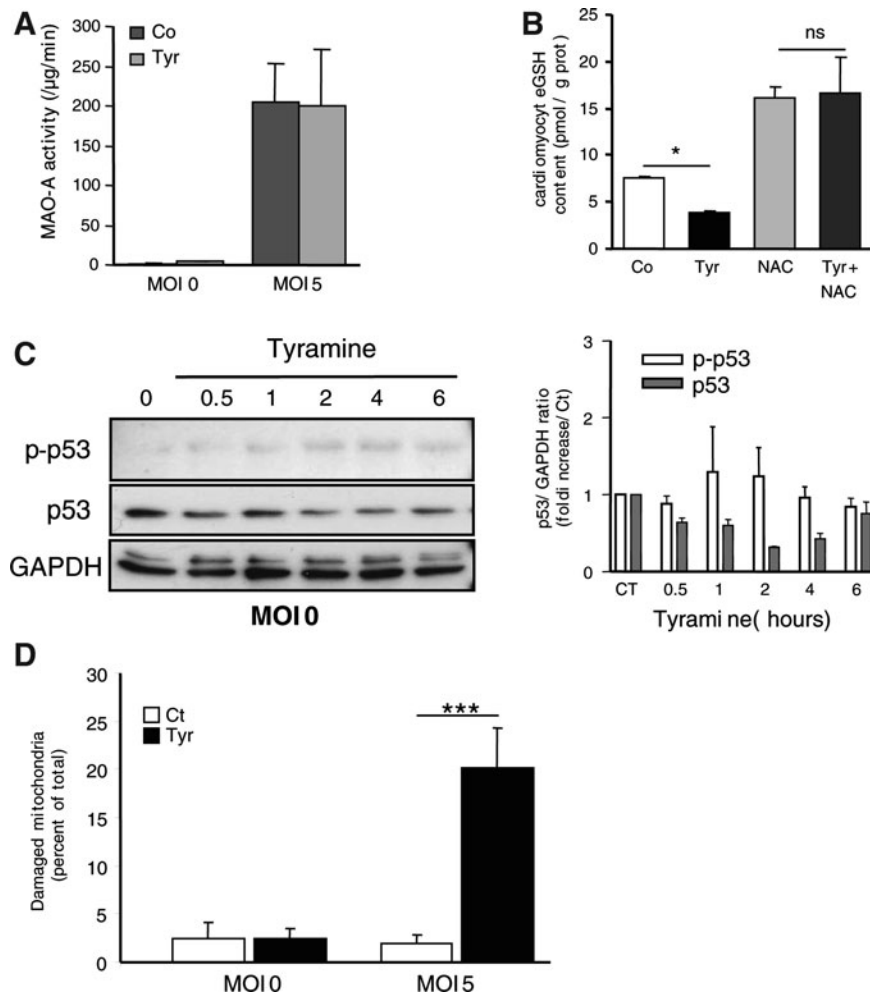 A
MAO-A activity (/µg/min)
300
250
200
150
100
50
0
Co
Tyr
MOI 0
MOI 5
B
cardiomyocyt eGSH
content (pmol/ g prot)
25
20
15
10
5
0
*
ns
Co
Tyr
NAC
Tyr+
NAC
C
Tyramine
0 0.5 1 2 4 6
p-p53
p53
GAPDH
MOI 0
p53/ GAPDH ratio
(foldi ncrease/ Ct)
3
2
1
0
p-p53
p53
CT 0.5 1 2 4 6
Tyrami ne( hours)
D
Damaged mitochondria
(percent of total)
30
25
20
15
10
5
0
Ct
Tyr
***
MOI 0
MOI 5